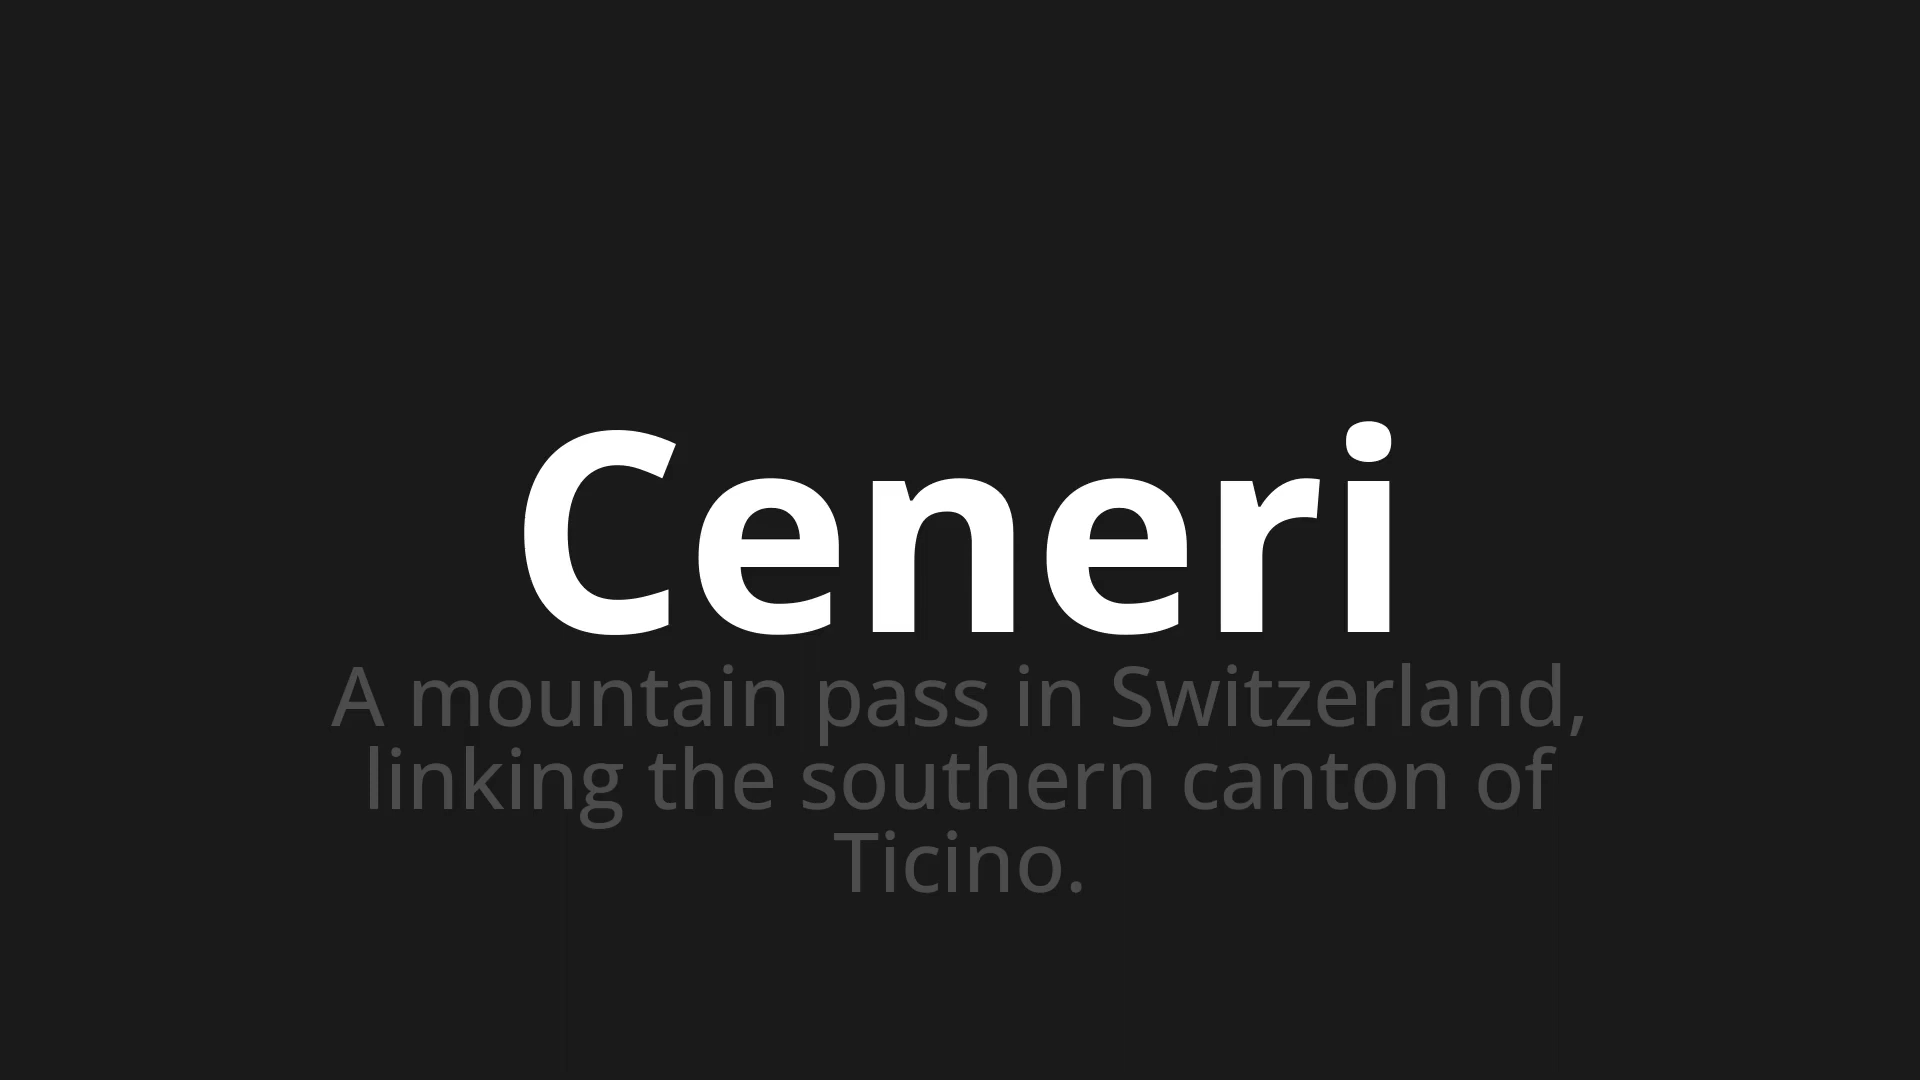 Ceneri
A mountain pass in Switzerland,
linking the southern canton of
Ticino.